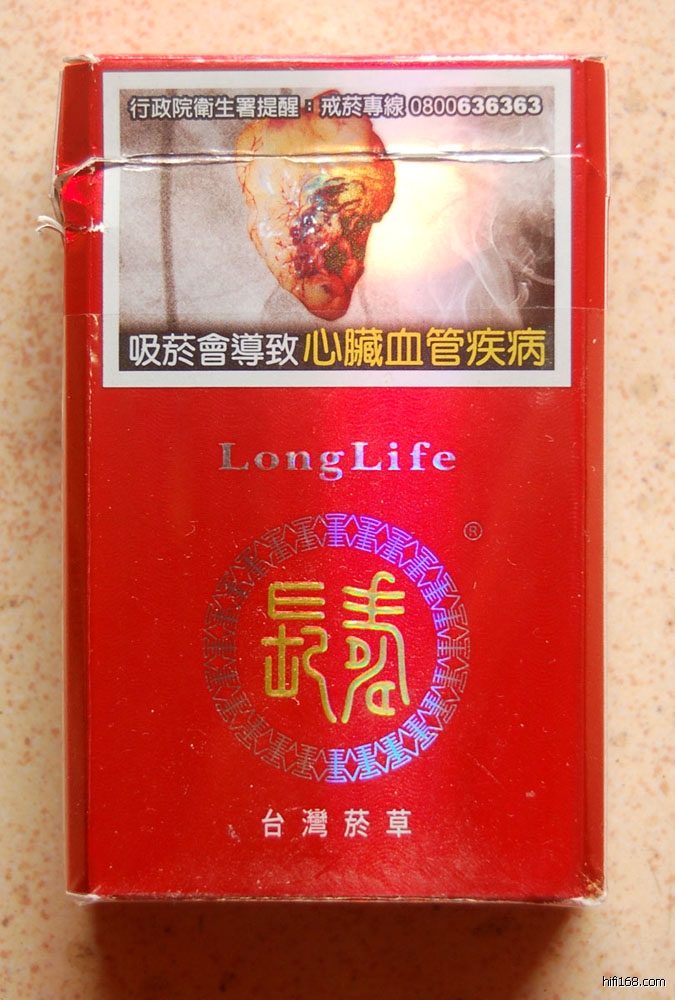 行政院衛生署提醒：戒菸專線 0800636363
吸菸會導致心臟血管疾病
LongLife
®
長壽
台灣菸草
hifi168.com